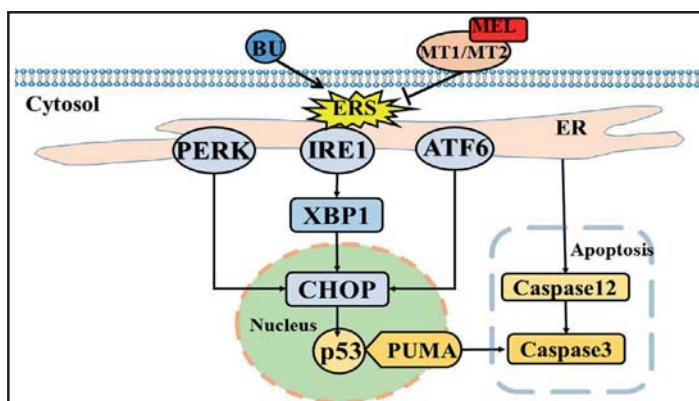 MEL
BU
MT1/MT2
Cytosol
ERS
ER
PERK
IRE1
ATF6
XBP1
Apoptosis
CHOP
Caspase12
Nucleus
p53
PUMA
Caspase3